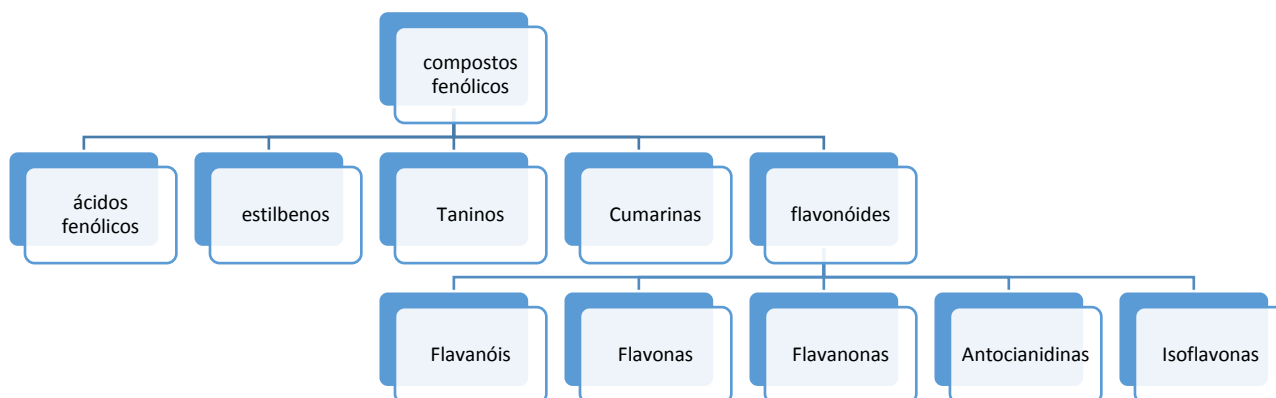 compostos
fenólicos
ácidos
fenólicos
estilbenos
Taninos
Cumarinas
flavonóides
Flavanóis
Flavonas
Flavanonas
Antocianidinas
Isoflavonas